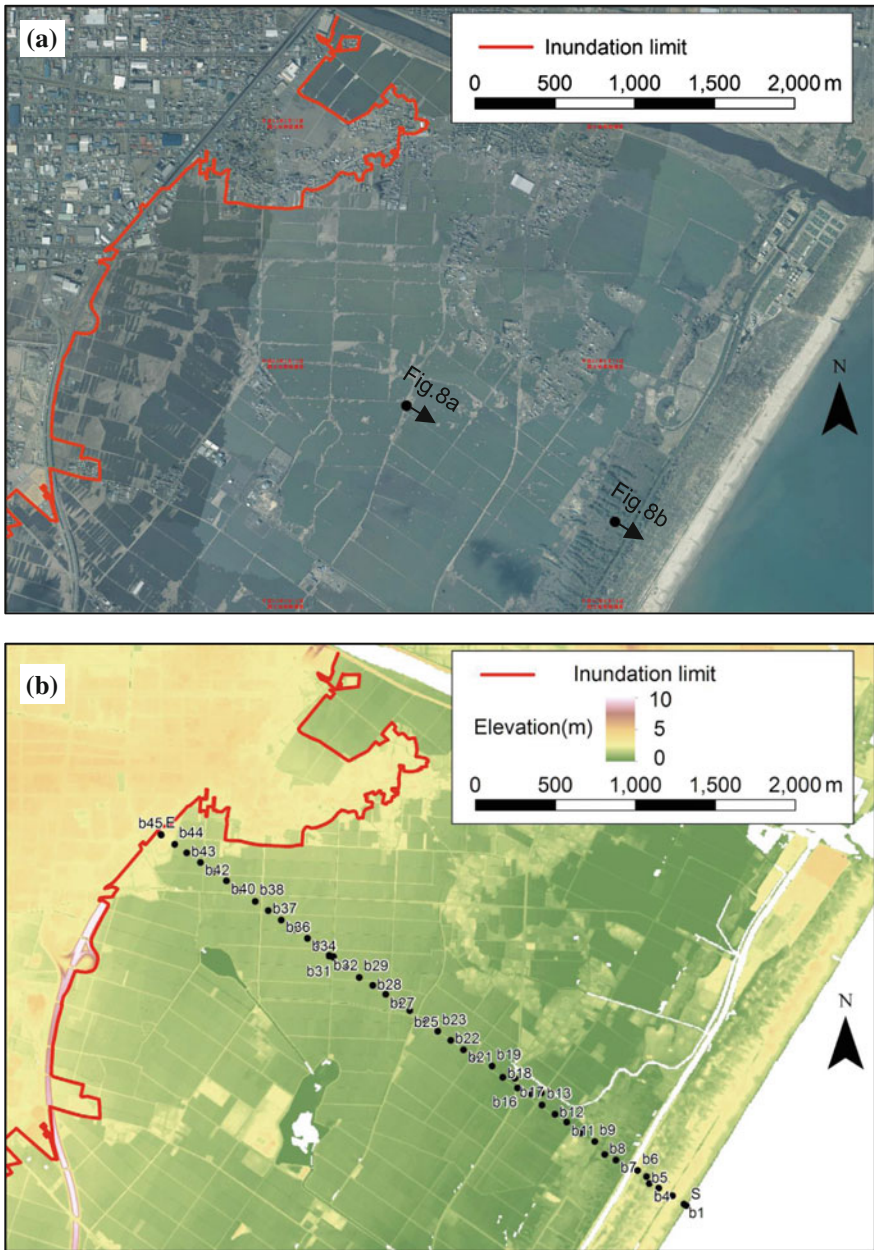 (a)
Inundation limit
0 500 1,000 1,500 2,000 m
Fig.8a
N
Fig.8b
(b)
Inundation limit
Elevation(m)
10
5
0
0 500 1,000 1,500 2,000 m
b45,E
b44
b43
b42
b40
b38
b37
b36
b34
b31
b32
b29
b28
b27
b25
b23
b22
b21
b19
b18
b17
b16
b13
b12
b11
b9
b8
b7
b6
b5
b4
S
b1
N